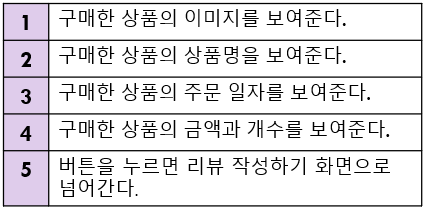 1 구매한 상품의 이미지를 보여준다.
2 구매한 상품의 상품명을 보여준다.
3 구매한 상품의 주문 일자를 보여준다.
4 구매한 상품의 금액과 개수를 보여준다.
5 버튼을 누르면 리뷰 작성하기 화면으로
넘어간다.